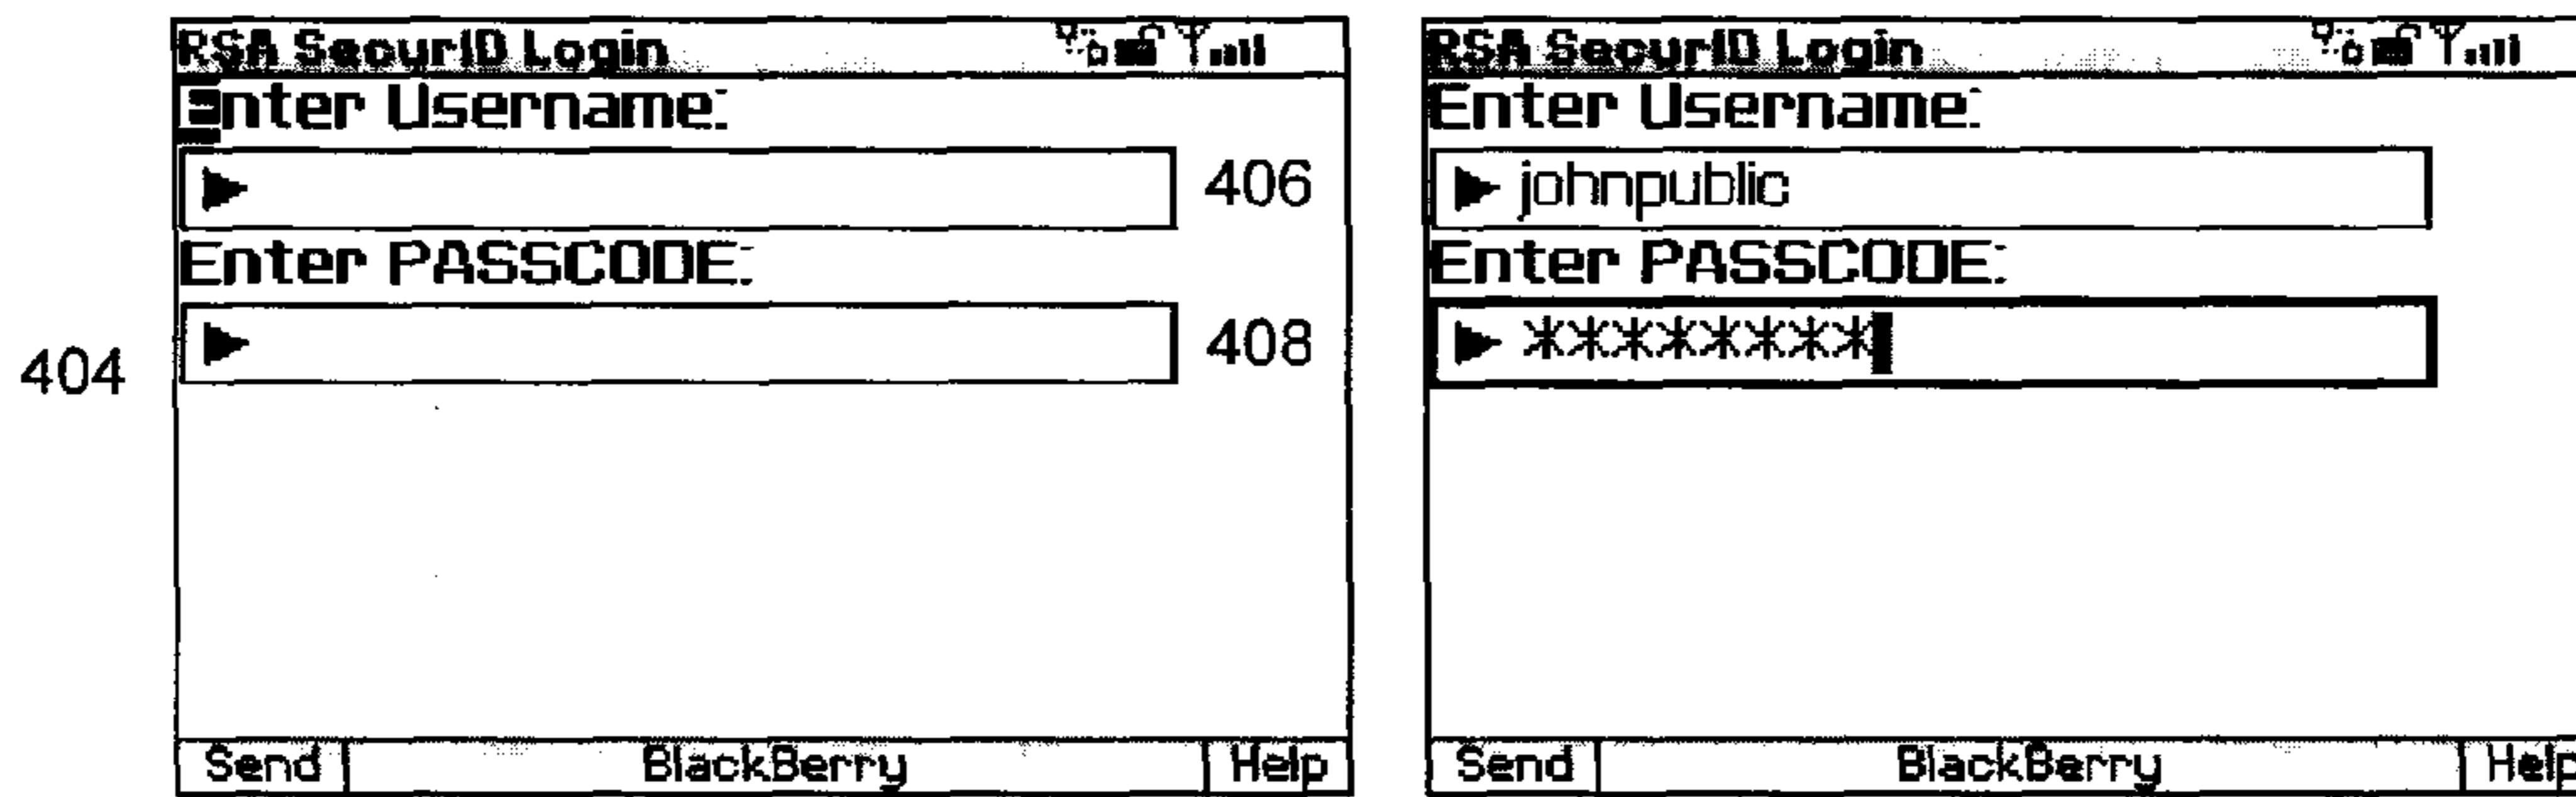 RSA SecurID Login
Enter Username:
406
Enter PASSCODE:
408
404
Send BlackBerry Help
RSA SecurID Login
Enter Username:
johnpublic
Enter PASSCODE:
********
Send BlackBerry Help